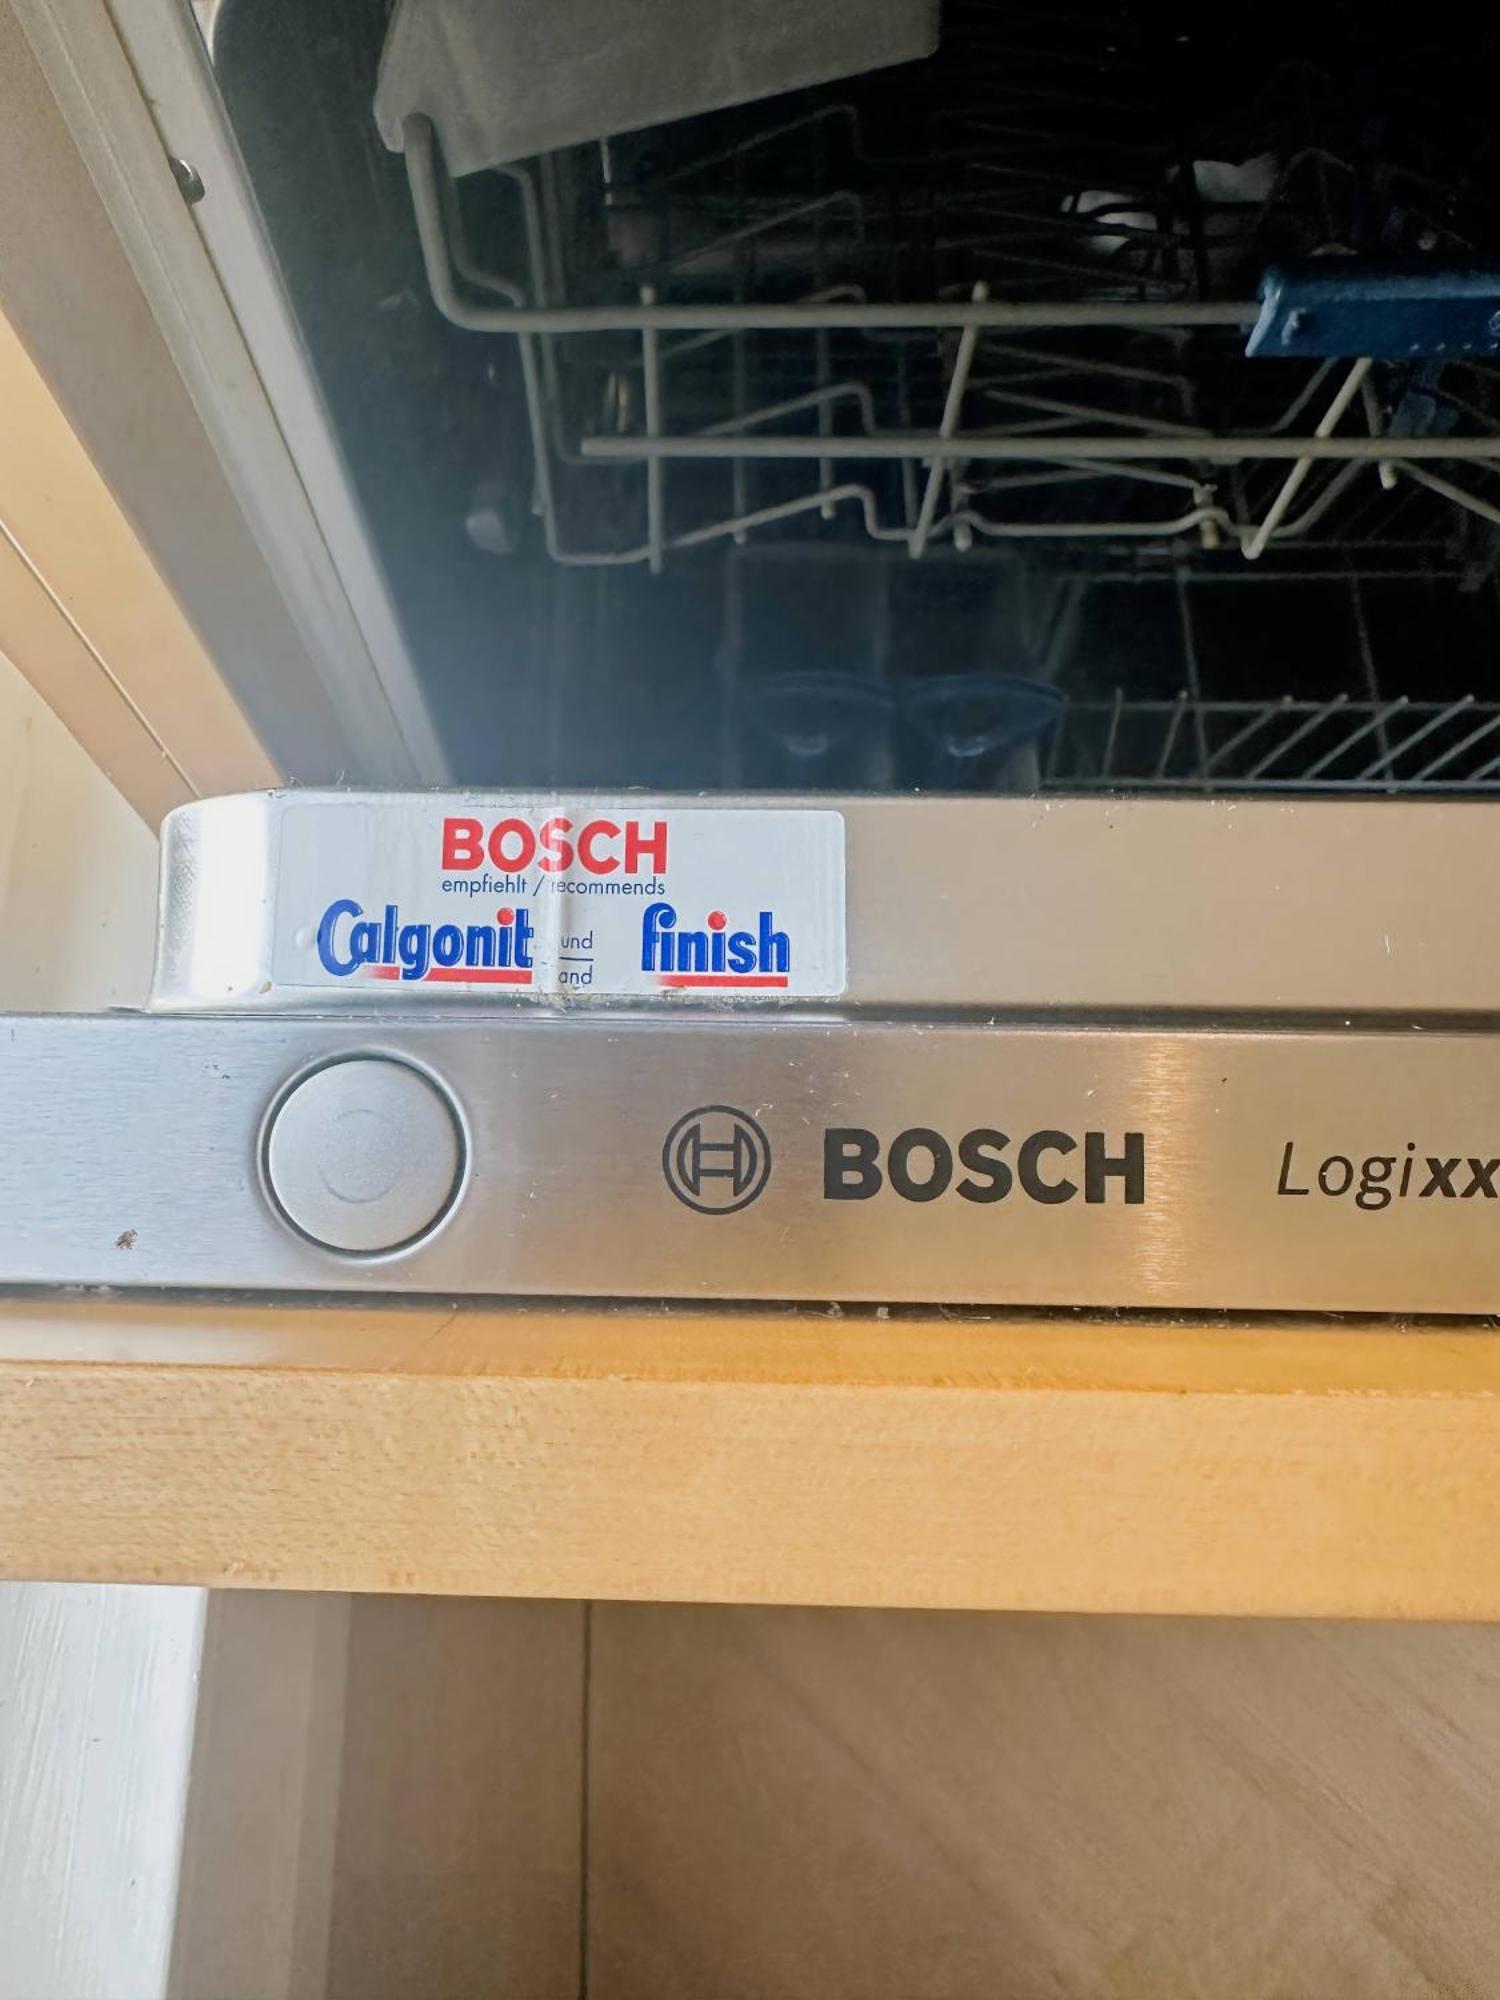 BOSCH
empfiehlt / recommends
Calgonit und finish
and
BOSCH Logixx